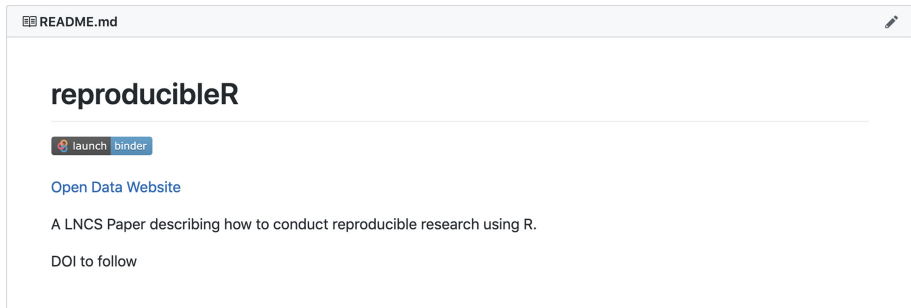 README.md
reproducibleR
launch binder
Open Data Website
A LNCS Paper describing how to conduct reproducible research using R.
DOI to follow